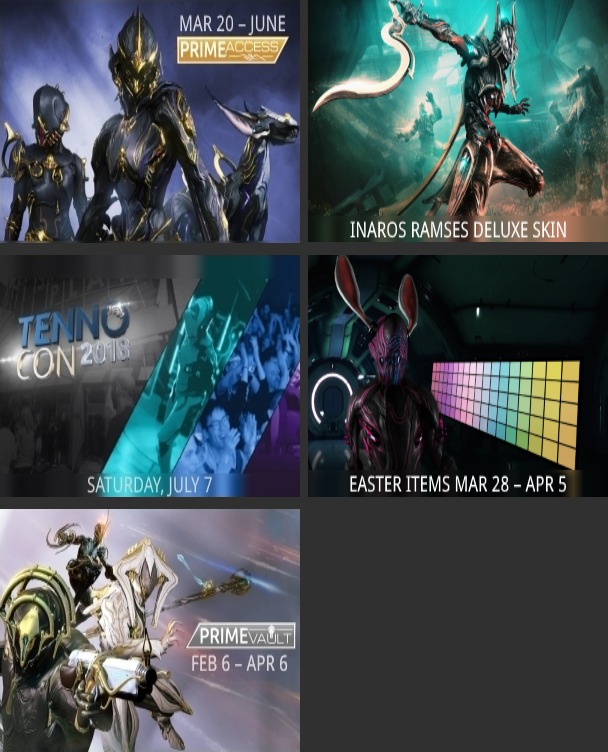 MAR 20 – JUNE
PRIME ACCESS
INAROS RAMSES DELUXE SKIN
TENNO
CON 2018
SATURDAY, JULY 7
EASTER ITEMS MAR 28 – APR 5
PRIME VAULT
FEB 6 – APR 6